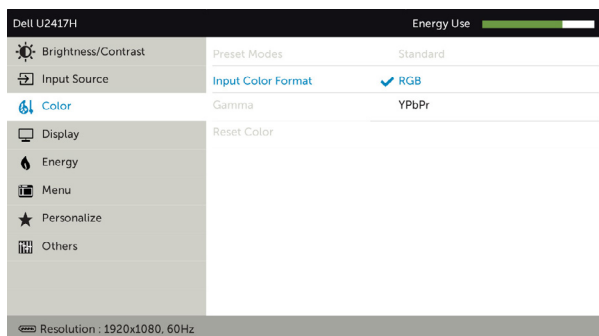 Dell U2417H
Energy Use
Brightness/Contrast
Input Source
Color
Display
Energy
Menu
Personalize
Others
Preset Modes
Standard
Input Color Format
RGB
Gamma
YPbPr
Reset Color
Resolution : 1920x1080, 60Hz